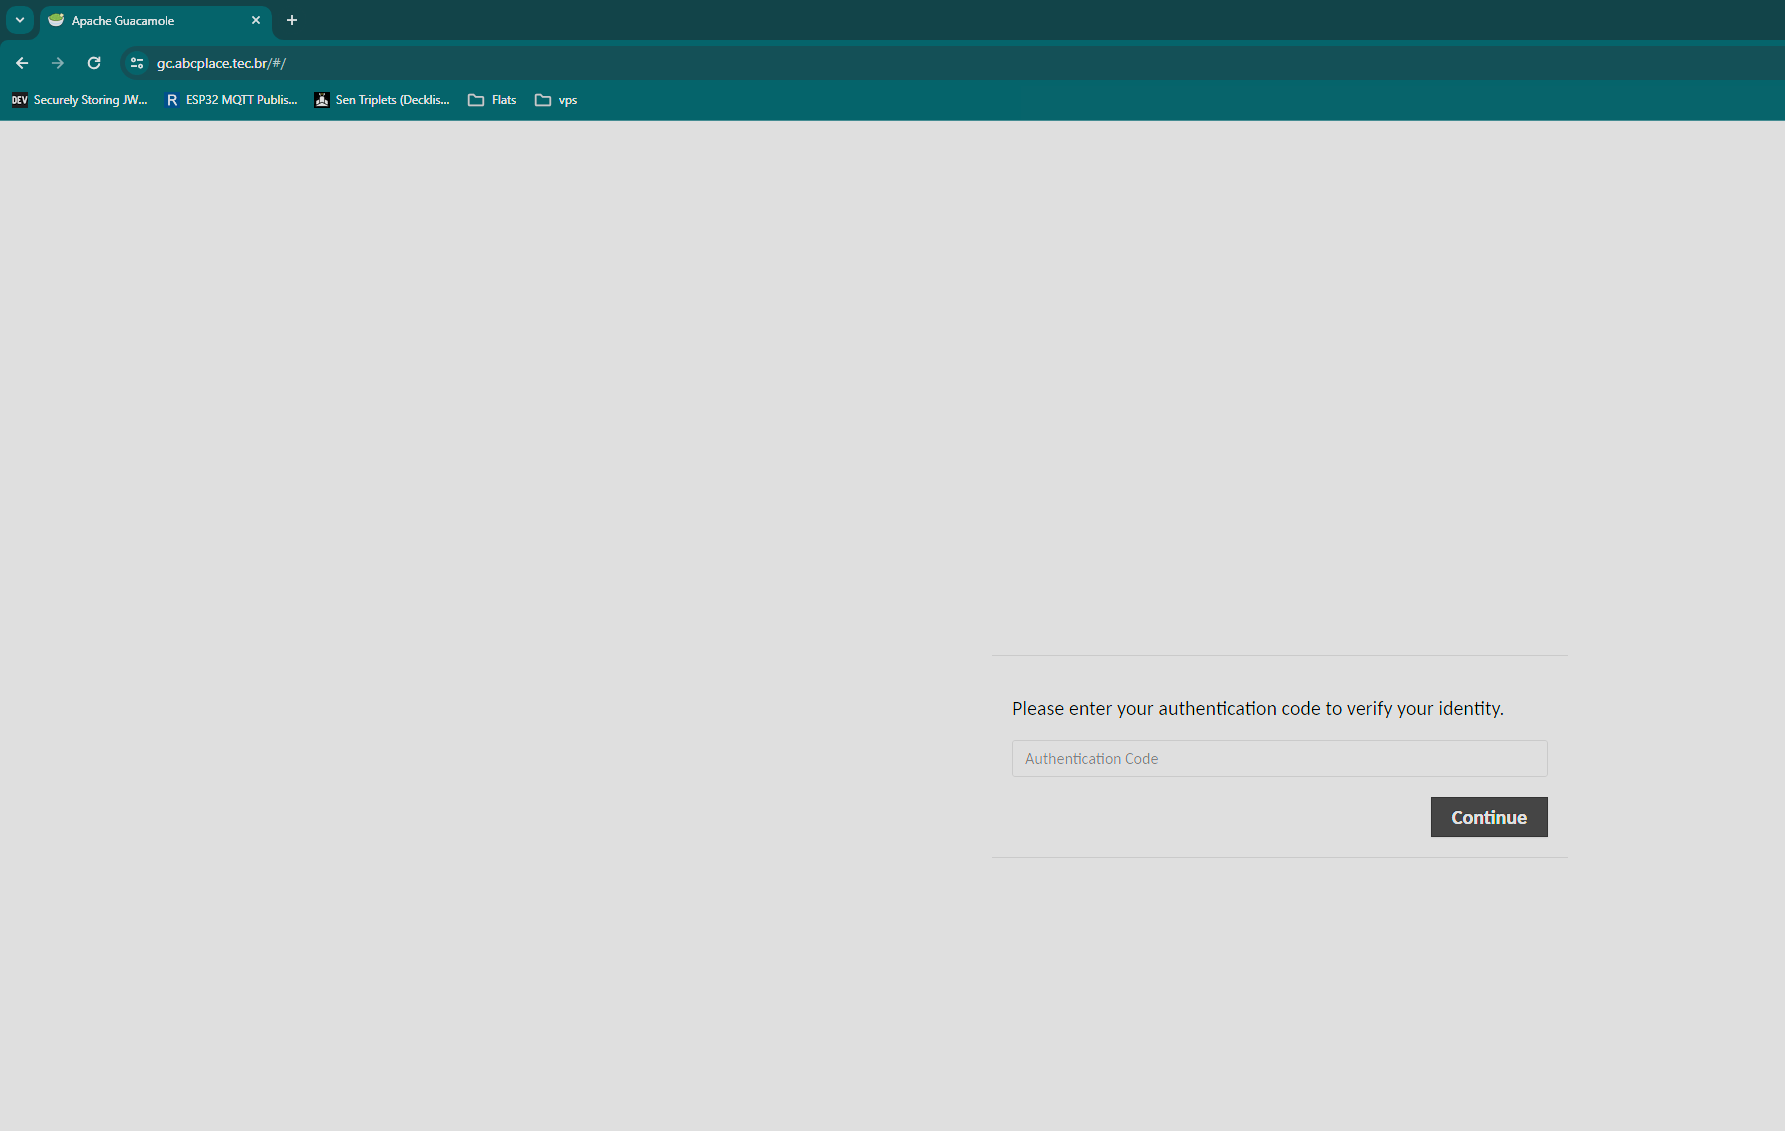 Apache Guacamole
gc.abcplace.tec.br/#/
DEV Securely Storing JW... R ESP32 MQTT Publis... Sen Triplets (Decklis... Flats vps
Please enter your authentication code to verify your identity.
Authentication Code
Continue